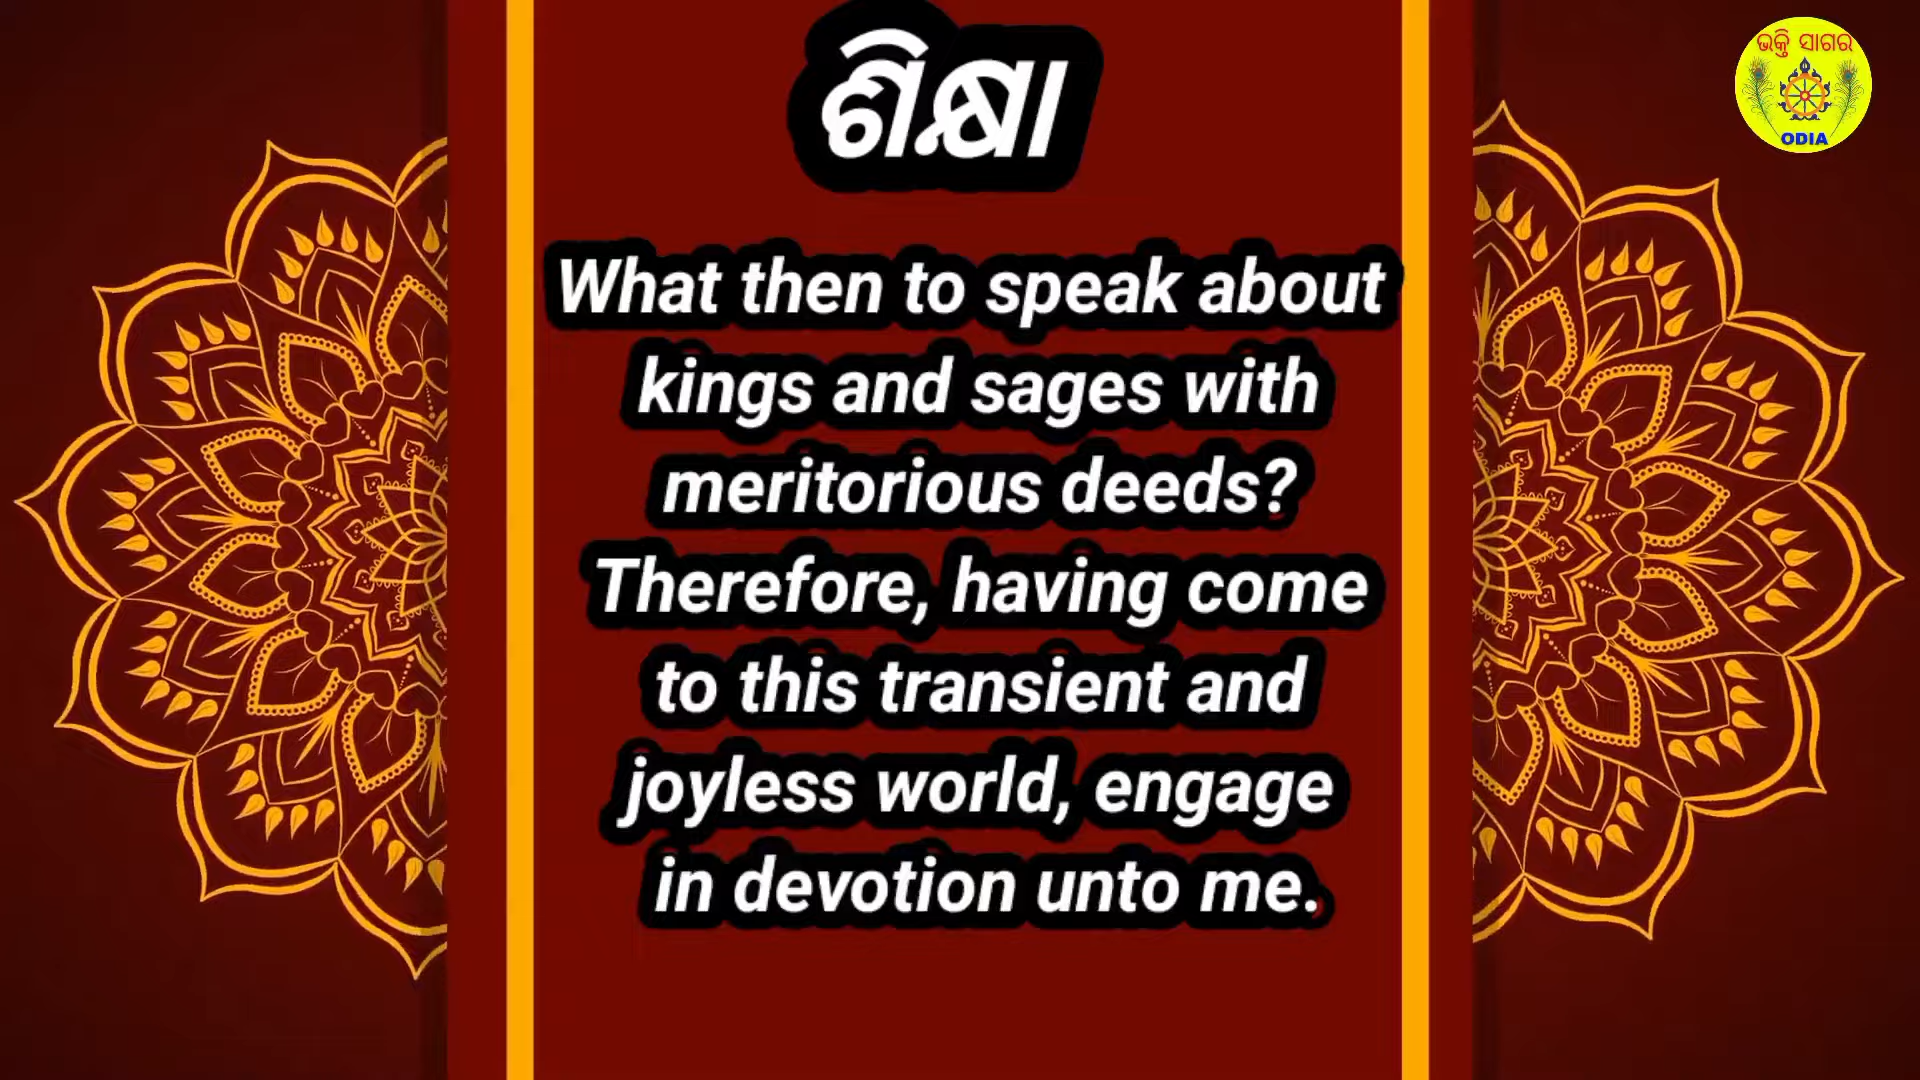 ଶିକ୍ଷା
ଭକ୍ତି ସାଗର
ODIA
What then to speak about
kings and sages with
meritorious deeds?
Therefore, having come
to this transient and
joyless world, engage
in devotion unto me.